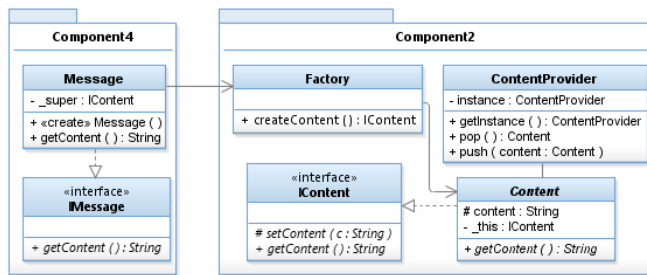 Component4
Message
- _super : IContent
+ «create» Message ( )
+ getContent ( ) : String
«interface»
IMessage
+ getContent ( ) : String
Component2
Factory
+ createContent ( ) : IContent
ContentProvider
- instance : ContentProvider
+ getInstance ( ) : ContentProvider
+ pop ( ) : Content
+ push ( content : Content )
«interface»
IContent
# setContent ( c : String )
+ getContent ( ) : String
Content
# content : String
- _this : IContent
+ getContent ( ) : String